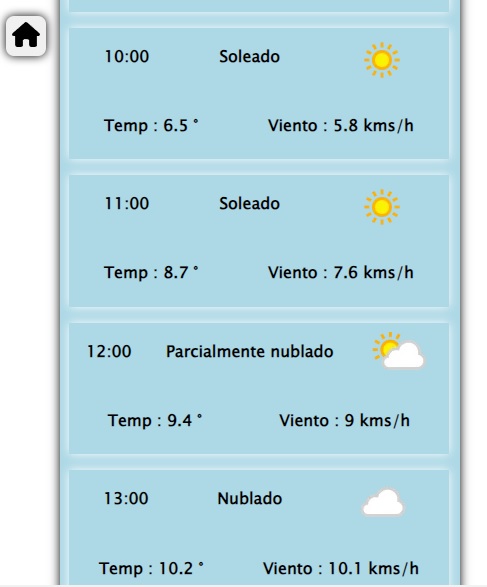 10:00 Soleado
Temp : 6.5 ° Viento : 5.8 kms/h
11:00 Soleado
Temp : 8.7 ° Viento : 7.6 kms/h
12:00 Parcialmente nublado
Temp : 9.4 ° Viento : 9 kms/h
13:00 Nublado
Temp : 10.2 ° Viento : 10.1 kms/h